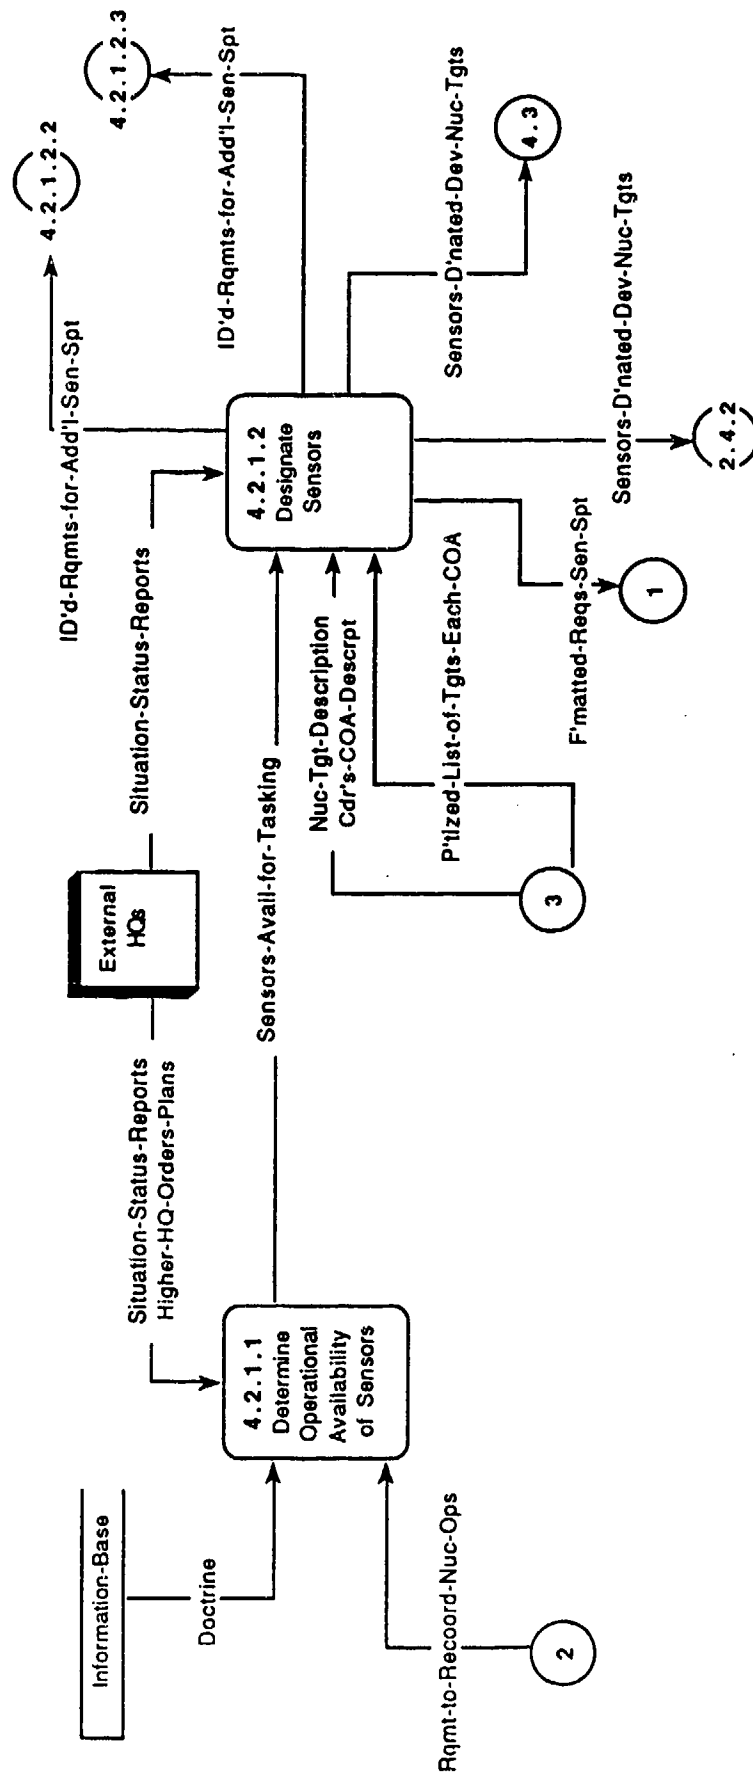 Information-Base
Doctrine
Rqmt-to-Recoord-Nuc-Ops
2
4.2.1.1
Determine
Operational
Availability
of Sensors
Situation-Status-Reports
Higher-HQ-Orders-Plans
External
HQs
Situation-Status-Reports
Sensors-Avail-for-Tasking
Nuc-Tgt-Description
Cdr's-COA-Descrpt
P'tized-List-of-Tgts-Each-COA
3
4.2.1.2
Designate
Sensors
ID'd-Rqmts-for-Add'l-Sen-Spt
4.2.1.2.2
ID'd-Rqmts-for-Add'l-Sen-Spt
4.2.1.2.3
Sensors-D'nated-Dev-Nuc-Tgts
4.3
Sensors-D'nated-Dev-Nuc-Tgts
2.4.2
F'matted-Reqs-Sen-Spt
1